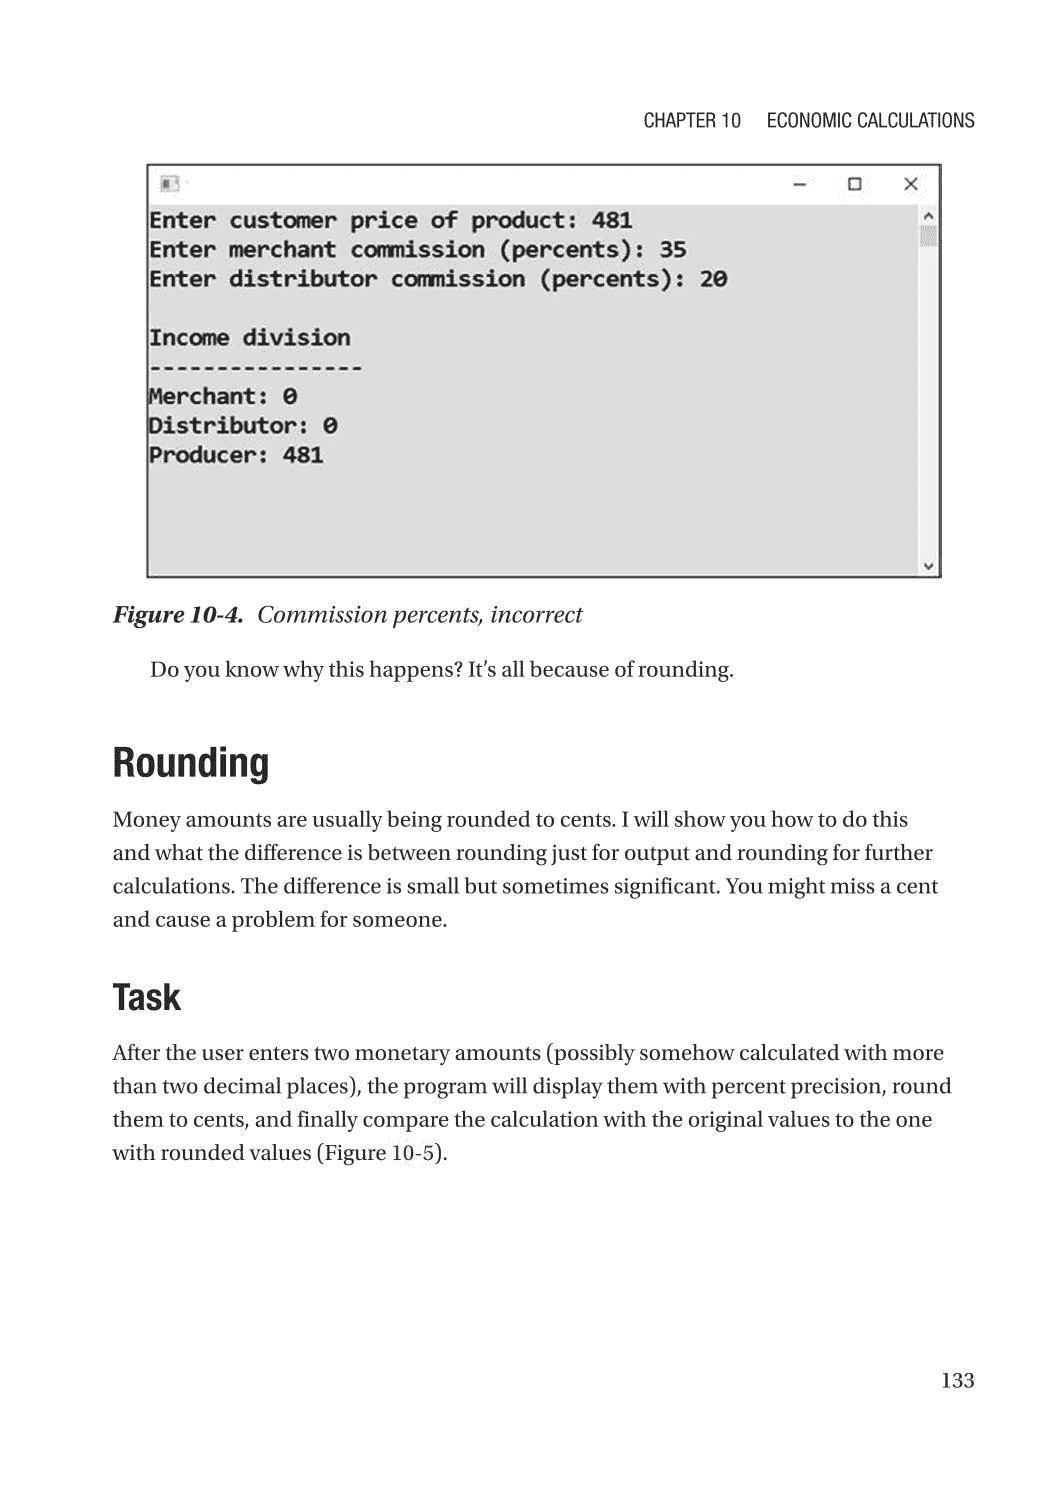 CHAPTER 10 ECONOMIC CALCULATIONS
Enter customer price of product: 481
Enter merchant commission (percents): 35
Enter distributor commission (percents): 20
Income division
----------------
Merchant: 0
Distributor: 0
Producer: 481
Figure 10-4. Commission percents, incorrect
Do you know why this happens? It’s all because of rounding.
Rounding
Money amounts are usually being rounded to cents. I will show you how to do this
and what the difference is between rounding just for output and rounding for further
calculations. The difference is small but sometimes significant. You might miss a cent
and cause a problem for someone.
Task
After the user enters two monetary amounts (possibly somehow calculated with more
than two decimal places), the program will display them with percent precision, round
them to cents, and finally compare the calculation with the original values to the one
with rounded values (Figure 10-5).
133